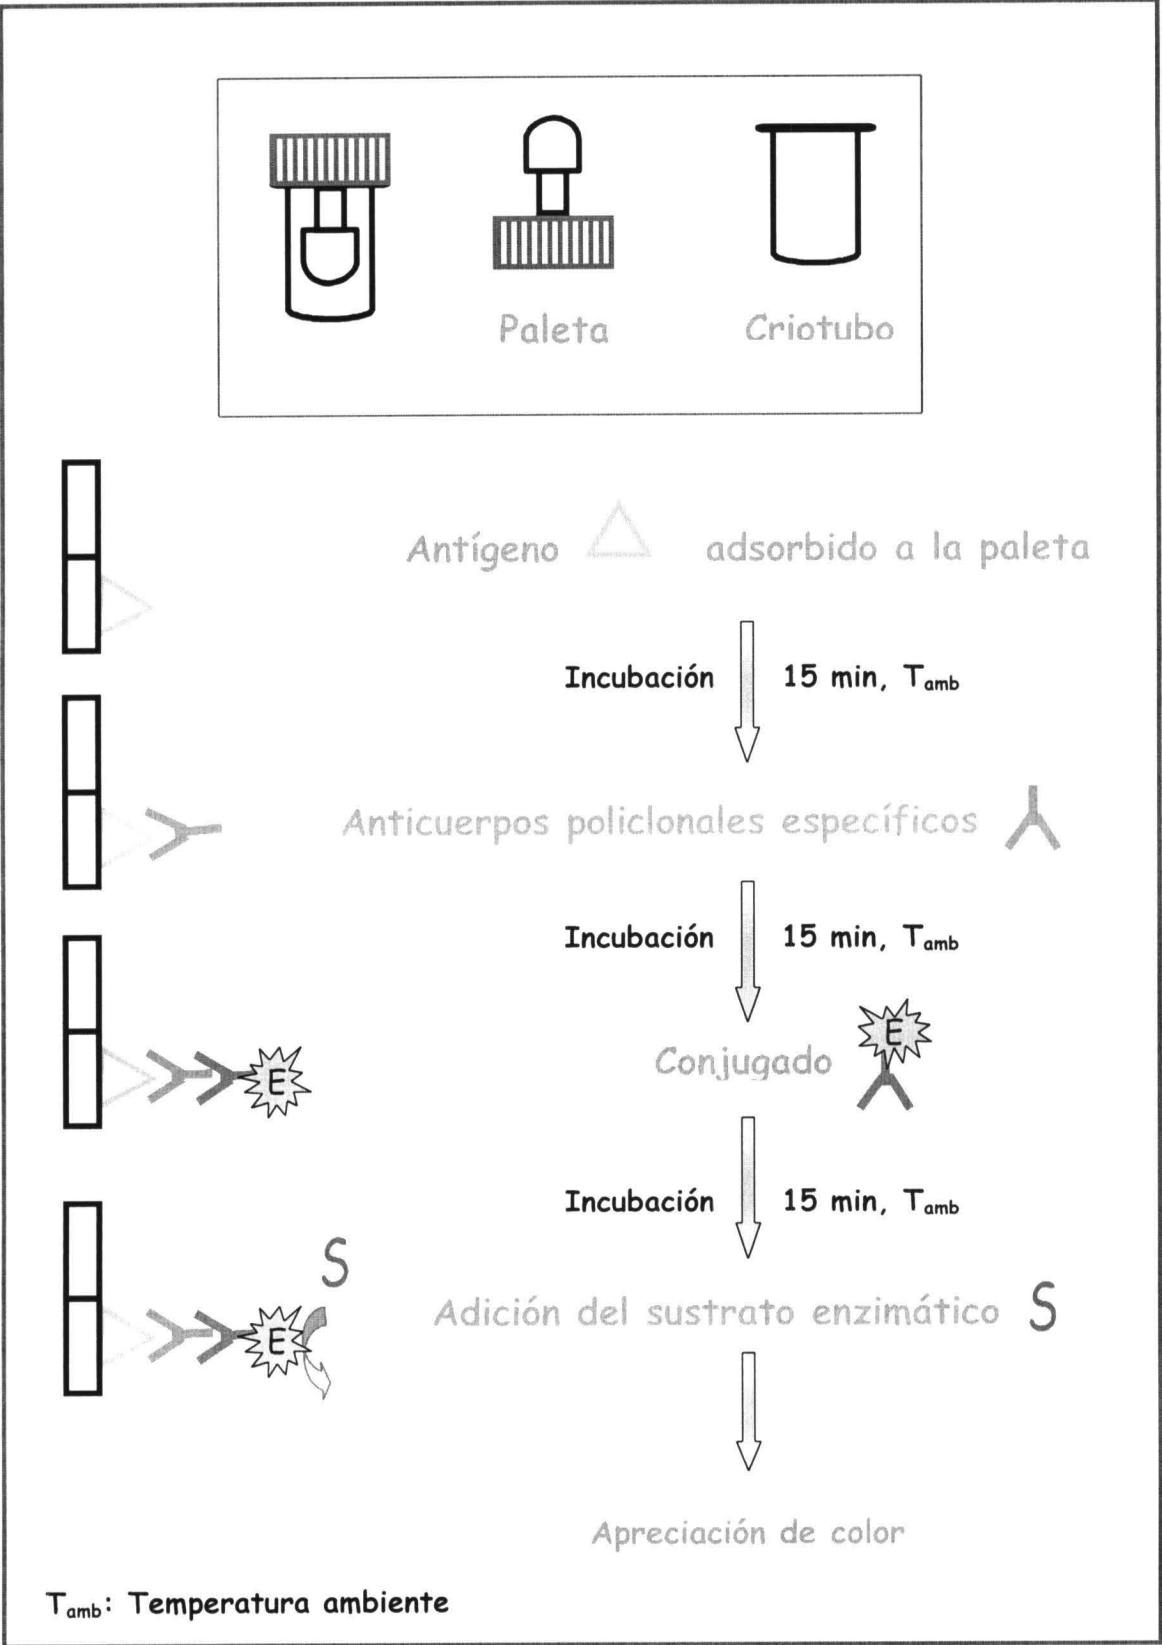 Paleta Criotubo
Antígeno adsorbido a la paleta
Incubación 15 min, Tamb
Anticuerpos policlonales específicos
Incubación 15 min, Tamb
E
Conjugado
E
Incubación 15 min, Tamb
S
Adición del sustrato enzimático S
E
Apreciación de color
Tamb: Temperatura ambiente